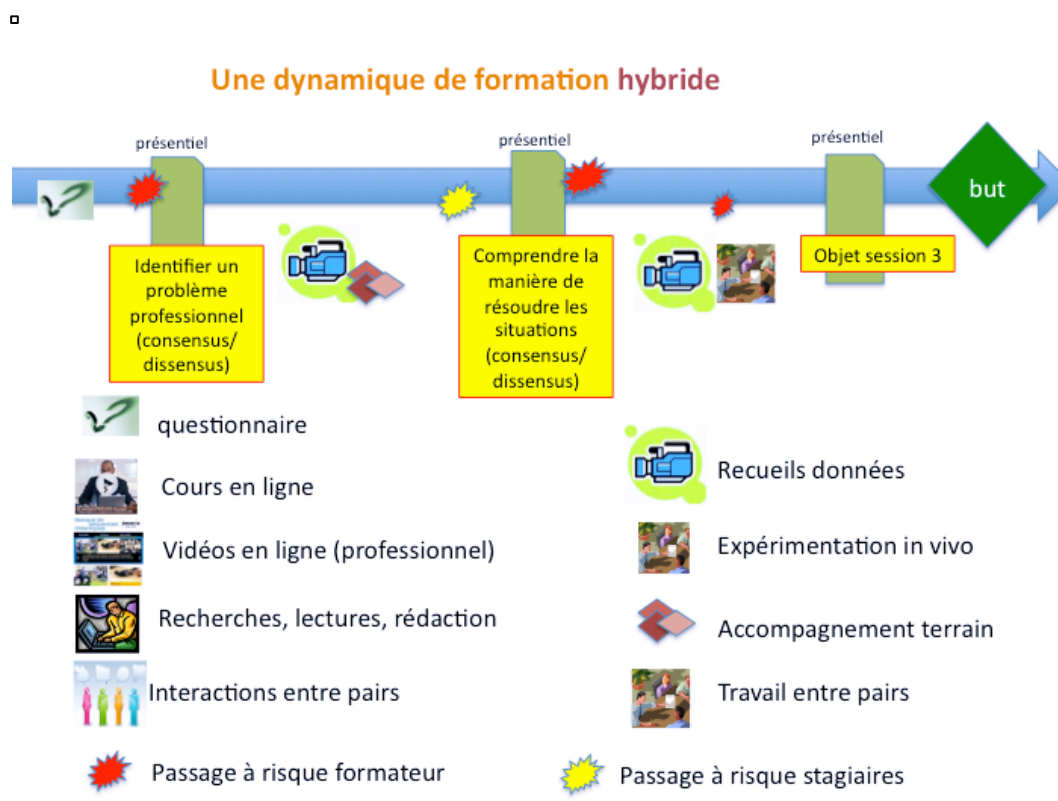 Une dynamique de formation hybride
présentiel
présentiel
présentiel
but
Identifier un
problème
professionnel
(consensus/
dissensus)
Comprendre la
manière de
résoudre les
situations
(consensus/
dissensus)
Objet session 3
questionnaire
Cours en ligne
Vidéos en ligne (professionnel)
Recherches, lectures, rédaction
Interactions entre pairs
Passage à risque formateur
Recueils données
Expérimentation in vivo
Accompagnement terrain
Travail entre pairs
Passage à risque stagiaires